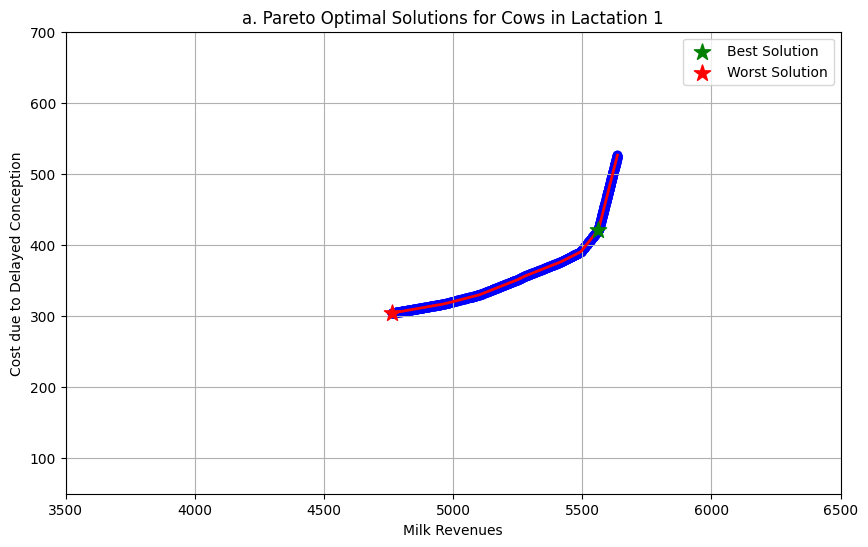 a. Pareto Optimal Solutions for Cows in Lactation 1
Best Solution
Worst Solution
Cost due to Delayed Conception
700
600
500
400
300
200
100
3500 4000 4500 5000 5500 6000 6500
Milk Revenues